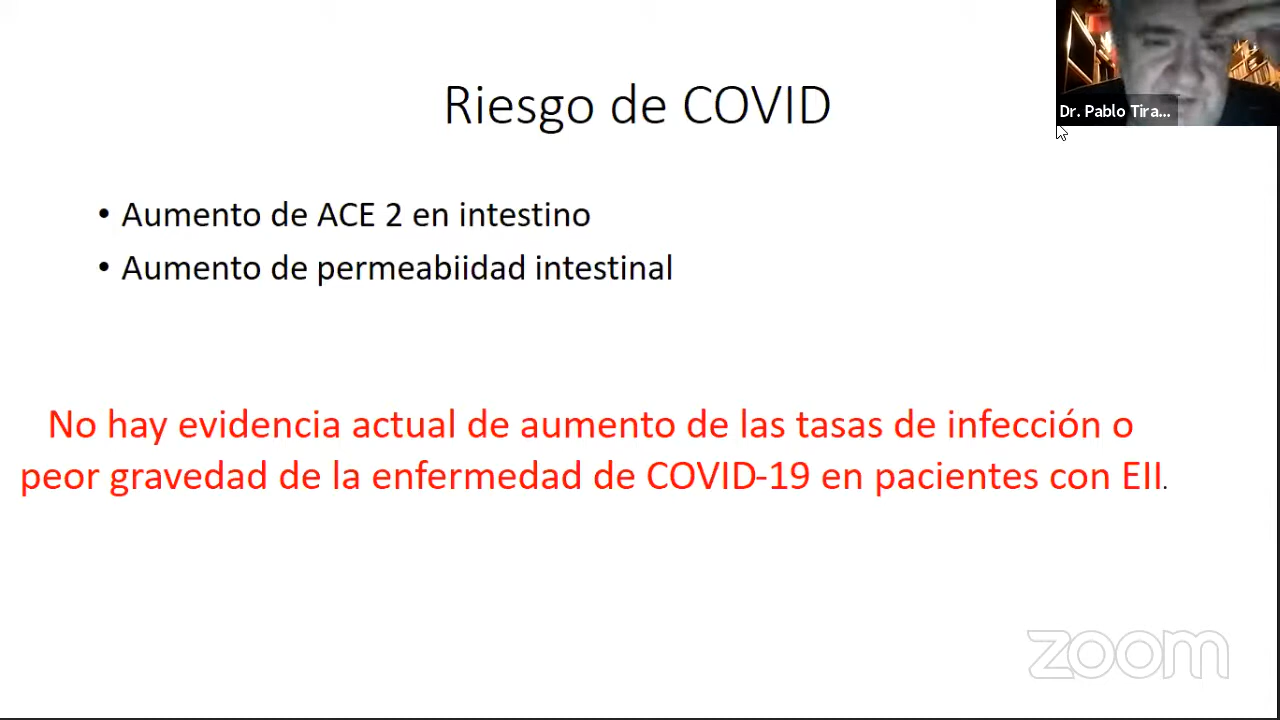 Riesgo de COVID
Dr. Pablo Tira...
• Aumento de ACE 2 en intestino
• Aumento de permeabiidad intestinal
No hay evidencia actual de aumento de las tasas de infección o
peor gravedad de la enfermedad de COVID-19 en pacientes con EII.
zoom